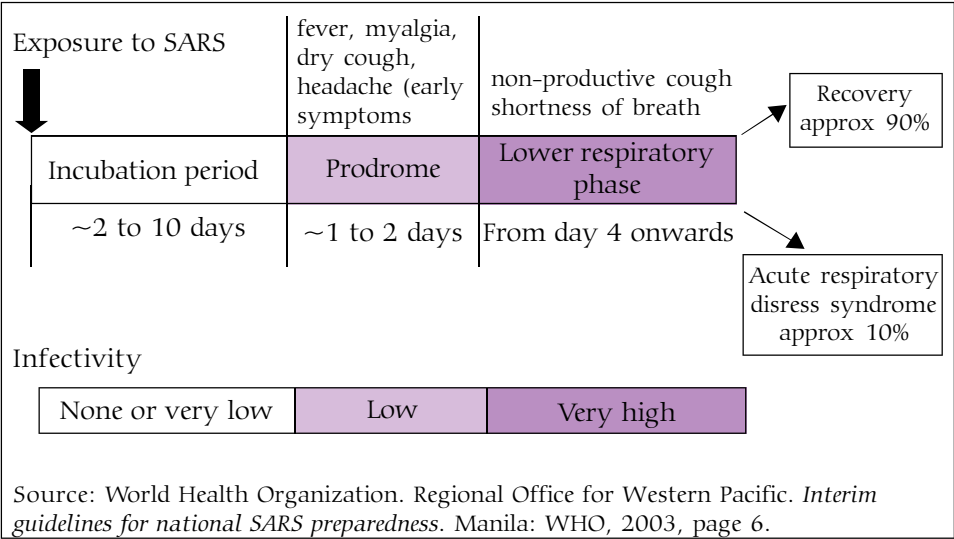 Exposure to SARS
fever, myalgia,
dry cough,
headache (early
symptoms
non-productive cough
shortness of breath
Recovery
approx 90%
Incubation period
Prodrome
Lower respiratory
phase
~2 to 10 days
~1 to 2 days
From day 4 onwards
Acute respiratory
disress syndrome
approx 10%
Infectivity
None or very low
Low
Very high
Source: World Health Organization. Regional Office for Western Pacific. Interim
guidelines for national SARS preparedness. Manila: WHO, 2003, page 6.